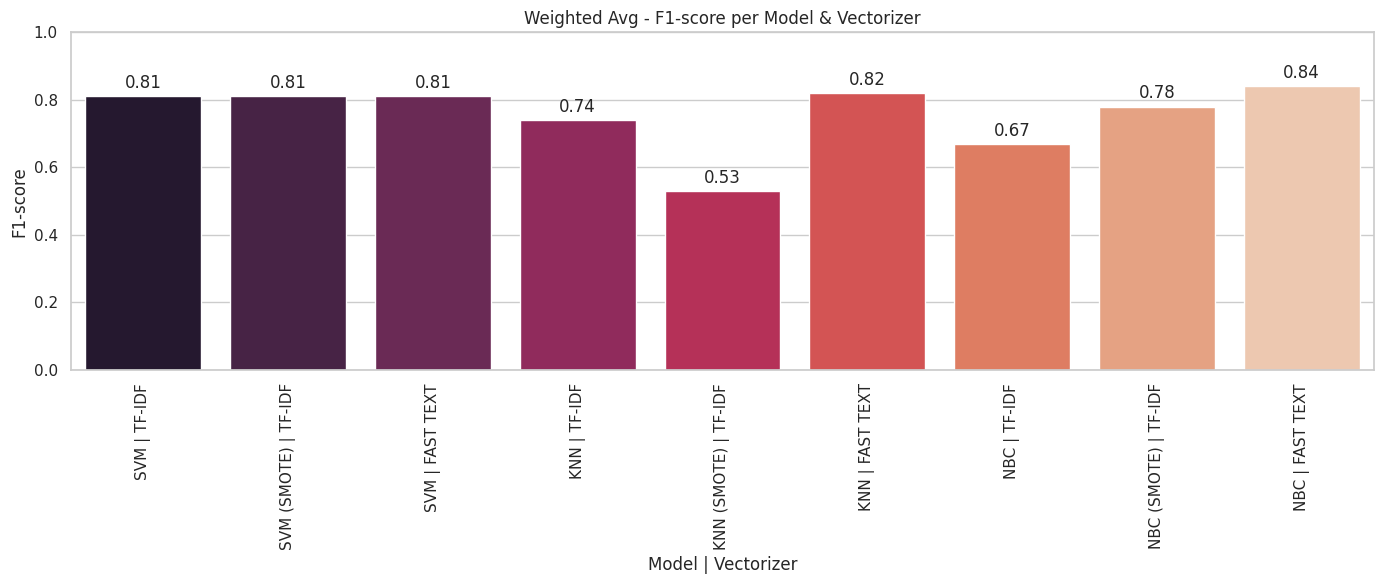 Weighted Avg - F1-score per Model & Vectorizer
F1-score
1.0
0.8
0.6
0.4
0.2
0.0
0.81
0.81
0.81
0.74
0.53
0.82
0.67
0.78
0.84
SVM | TF-IDF
SVM (SMOTE) | TF-IDF
SVM | FAST TEXT
KNN | TF-IDF
KNN (SMOTE) | TF-IDF
KNN | FAST TEXT
NBC | TF-IDF
NBC (SMOTE) | TF-IDF
NBC | FAST TEXT
Model | Vectorizer